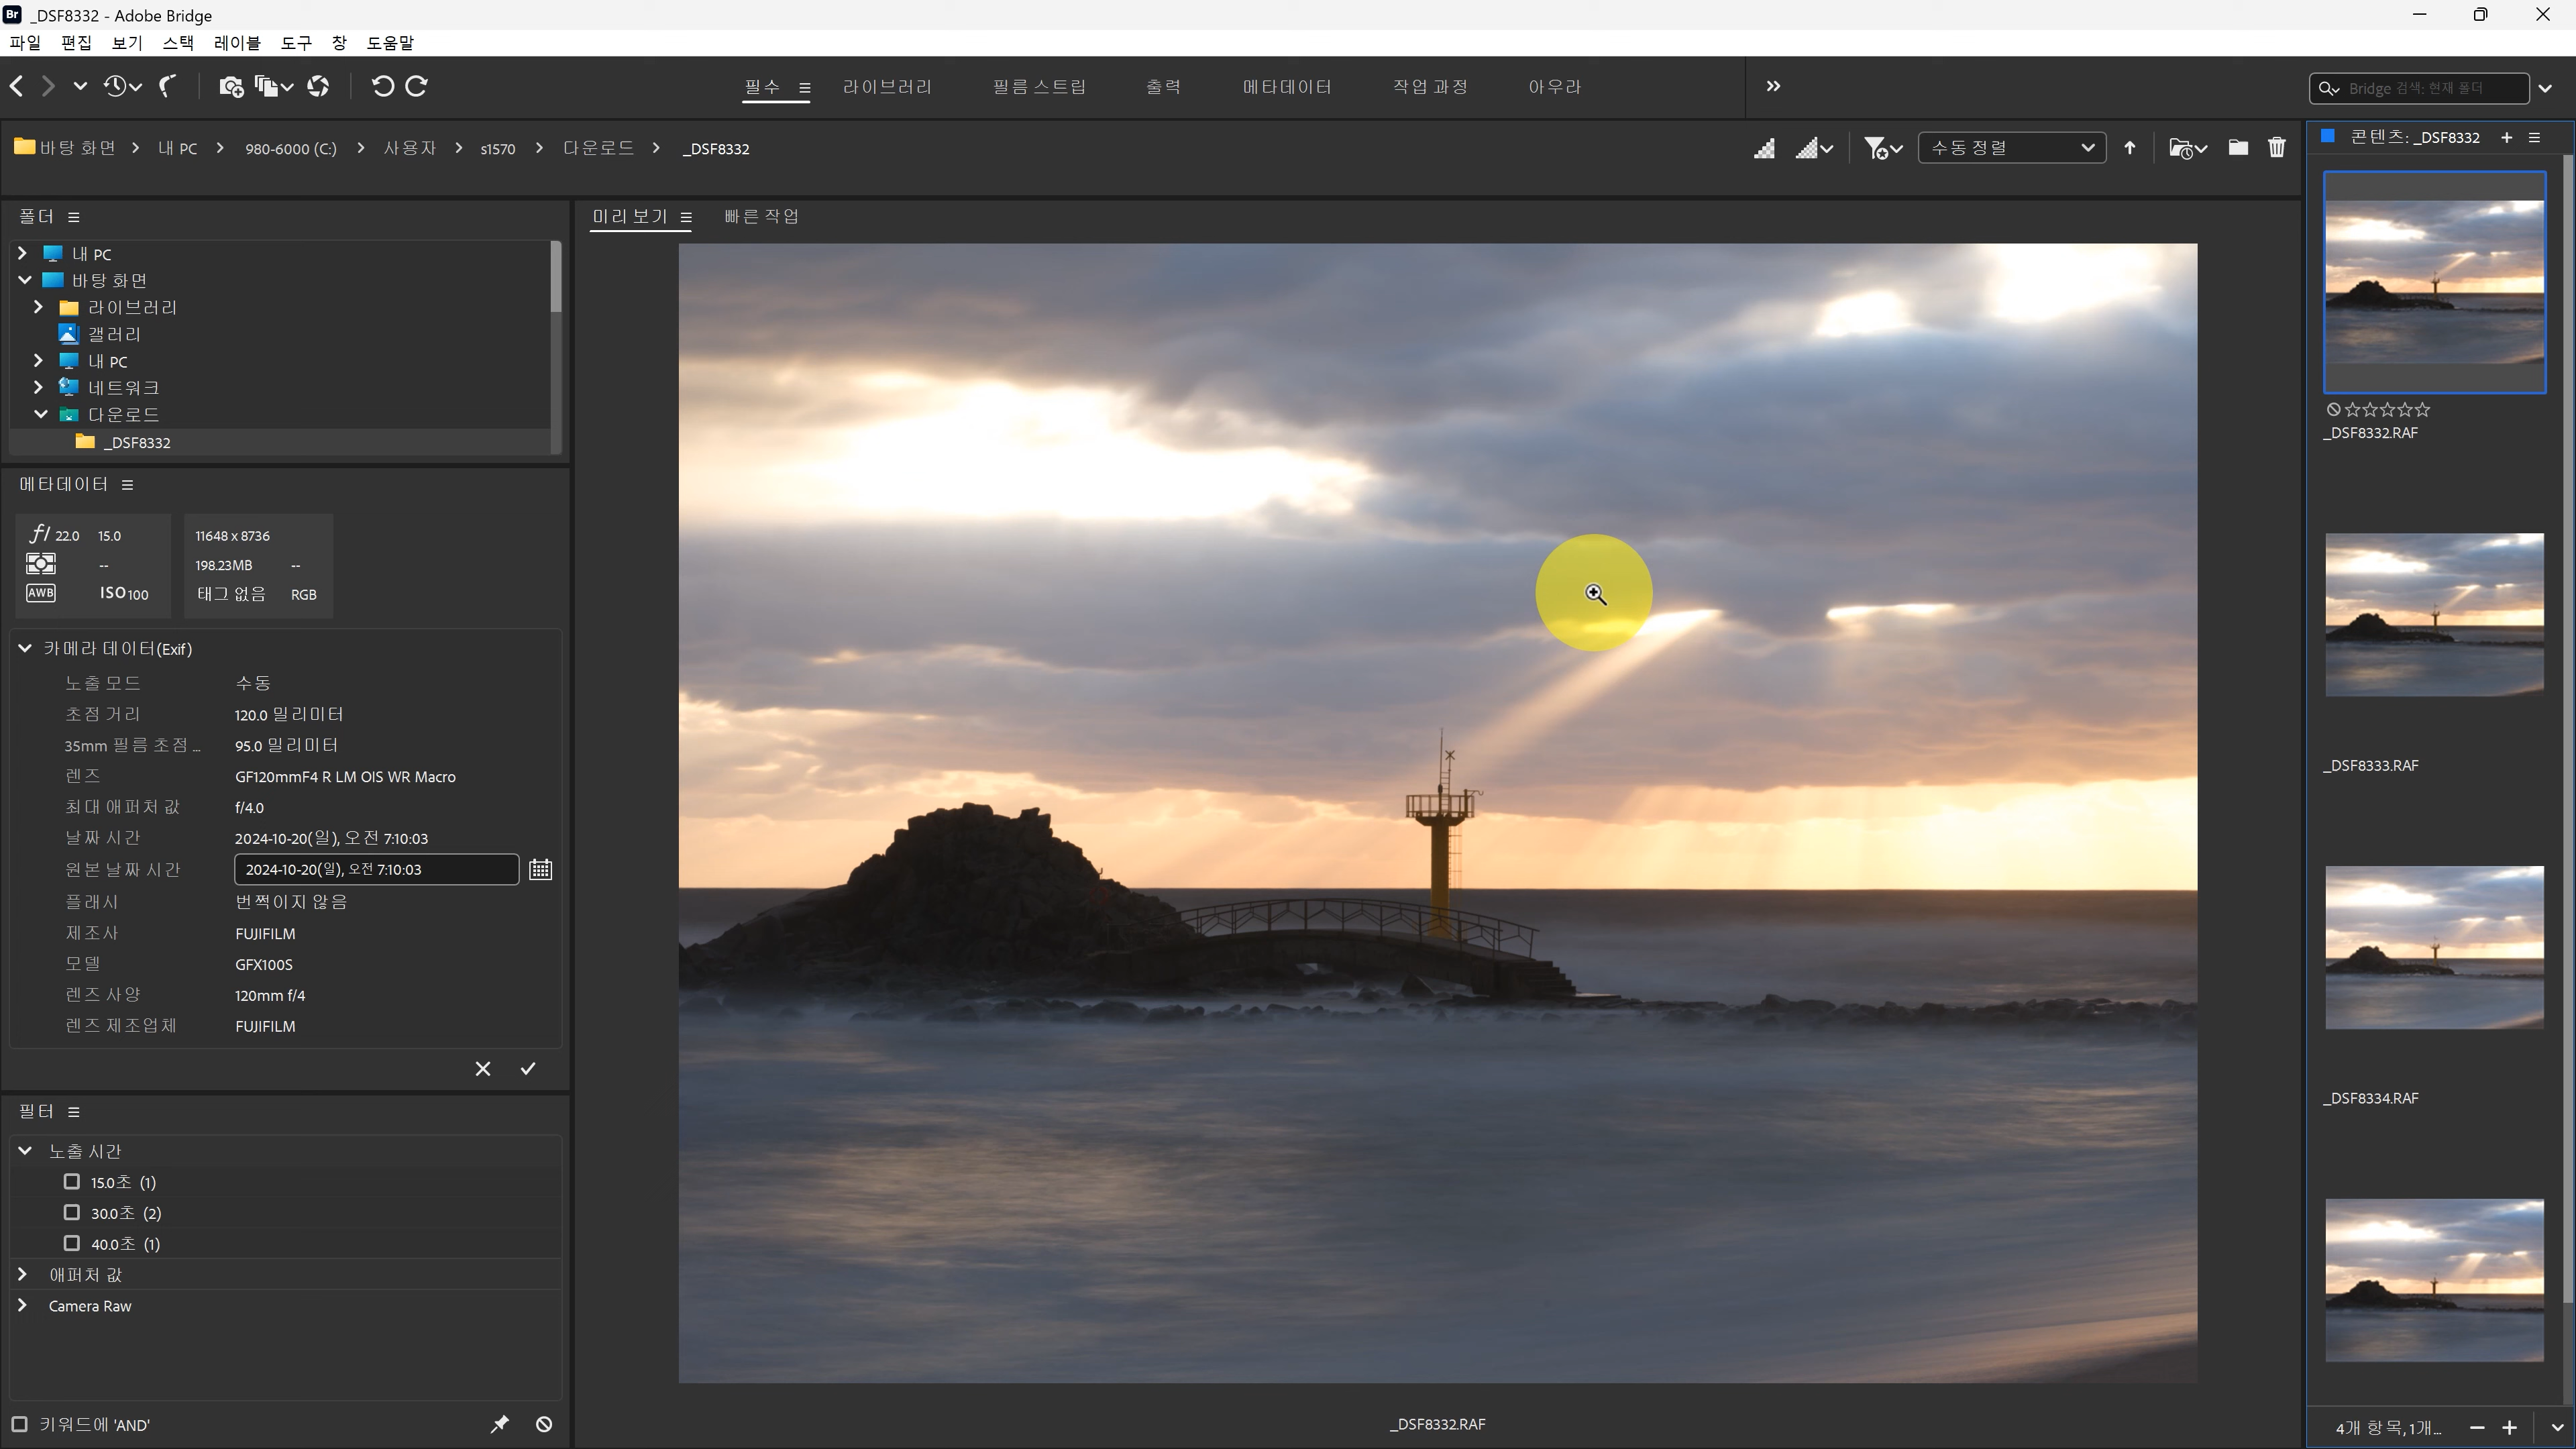 Br _DSF8332 - Adobe Bridge
파일 편집 보기 스택 레이블 도구 창 도움말
필수 라이브러리 필름 스트립 출력 메타데이터 작업 과정 아우라
Bridge 검색: 현재 폴더
바탕 화면 내 PC 980-6000 (C:) 사용자 s1570 다운로드 _DSF8332
수동 정렬
폴더
내 PC
바탕 화면
라이브러리
갤러리
내 PC
네트워크
다운로드
_DSF8332
메타데이터
f/ 22.0 15.0
--
AWB ISO100
11648 x 8736
198.23MB --
태그 없음 RGB
카메라 데이터(Exif)
노출 모드 수동
초점 거리 120.0 밀리미터
35mm 필름 초점 ... 95.0 밀리미터
렌즈 GF120mmF4 R LM OIS WR Macro
최대 애퍼처 값 f/4.0
날짜 시간 2024-10-20(일), 오전 7:10:03
원본 날짜 시간 2024-10-20(일), 오전 7:10:03
플래시 번쩍이지 않음
제조사 FUJIFILM
모델 GFX100S
렌즈 사양 120mm f/4
렌즈 제조업체 FUJIFILM
필터
노출 시간
15.0초 (1)
30.0초 (2)
40.0초 (1)
애퍼처 값
Camera Raw
키워드에 'AND'
미리 보기 빠른 작업
_DSF8332.RAF
콘텐츠: _DSF8332
_DSF8332.RAF
_DSF8333.RAF
_DSF8334.RAF
4개 항목, 1개...